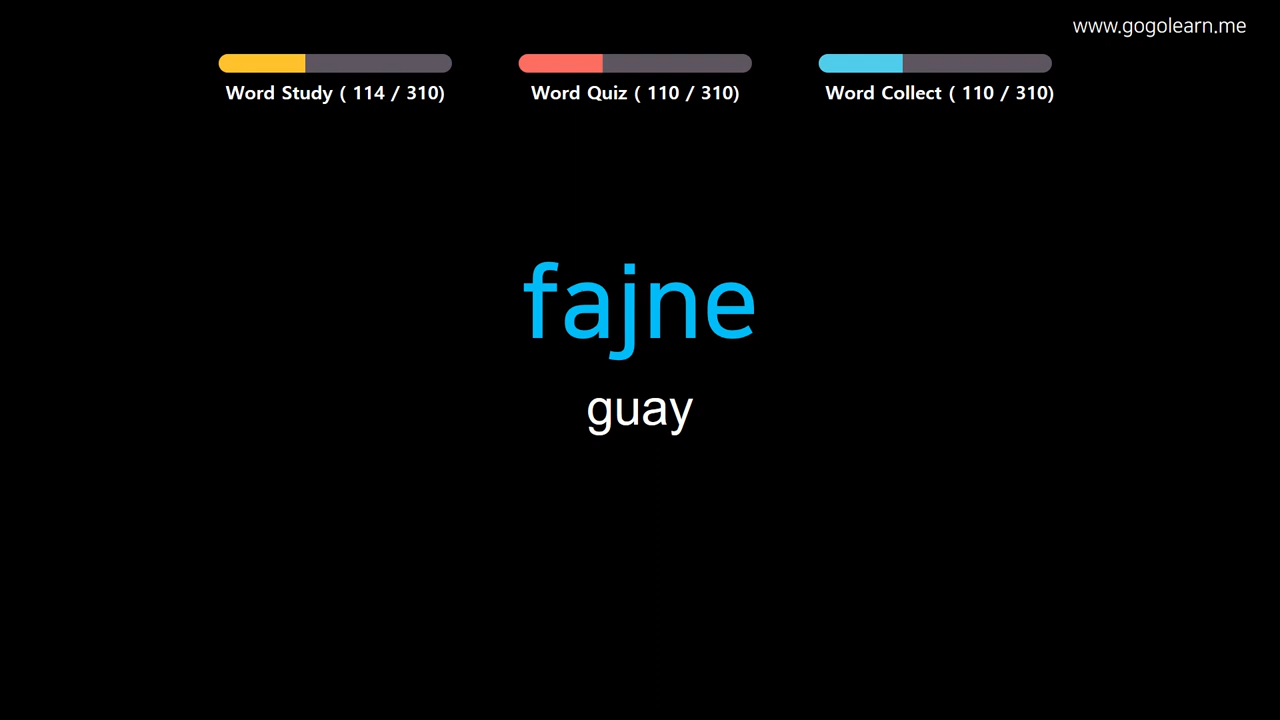 www.gogolearn.me
Word Study ( 114 / 310)
Word Quiz ( 110 / 310)
Word Collect ( 110 / 310)
fajne
guay